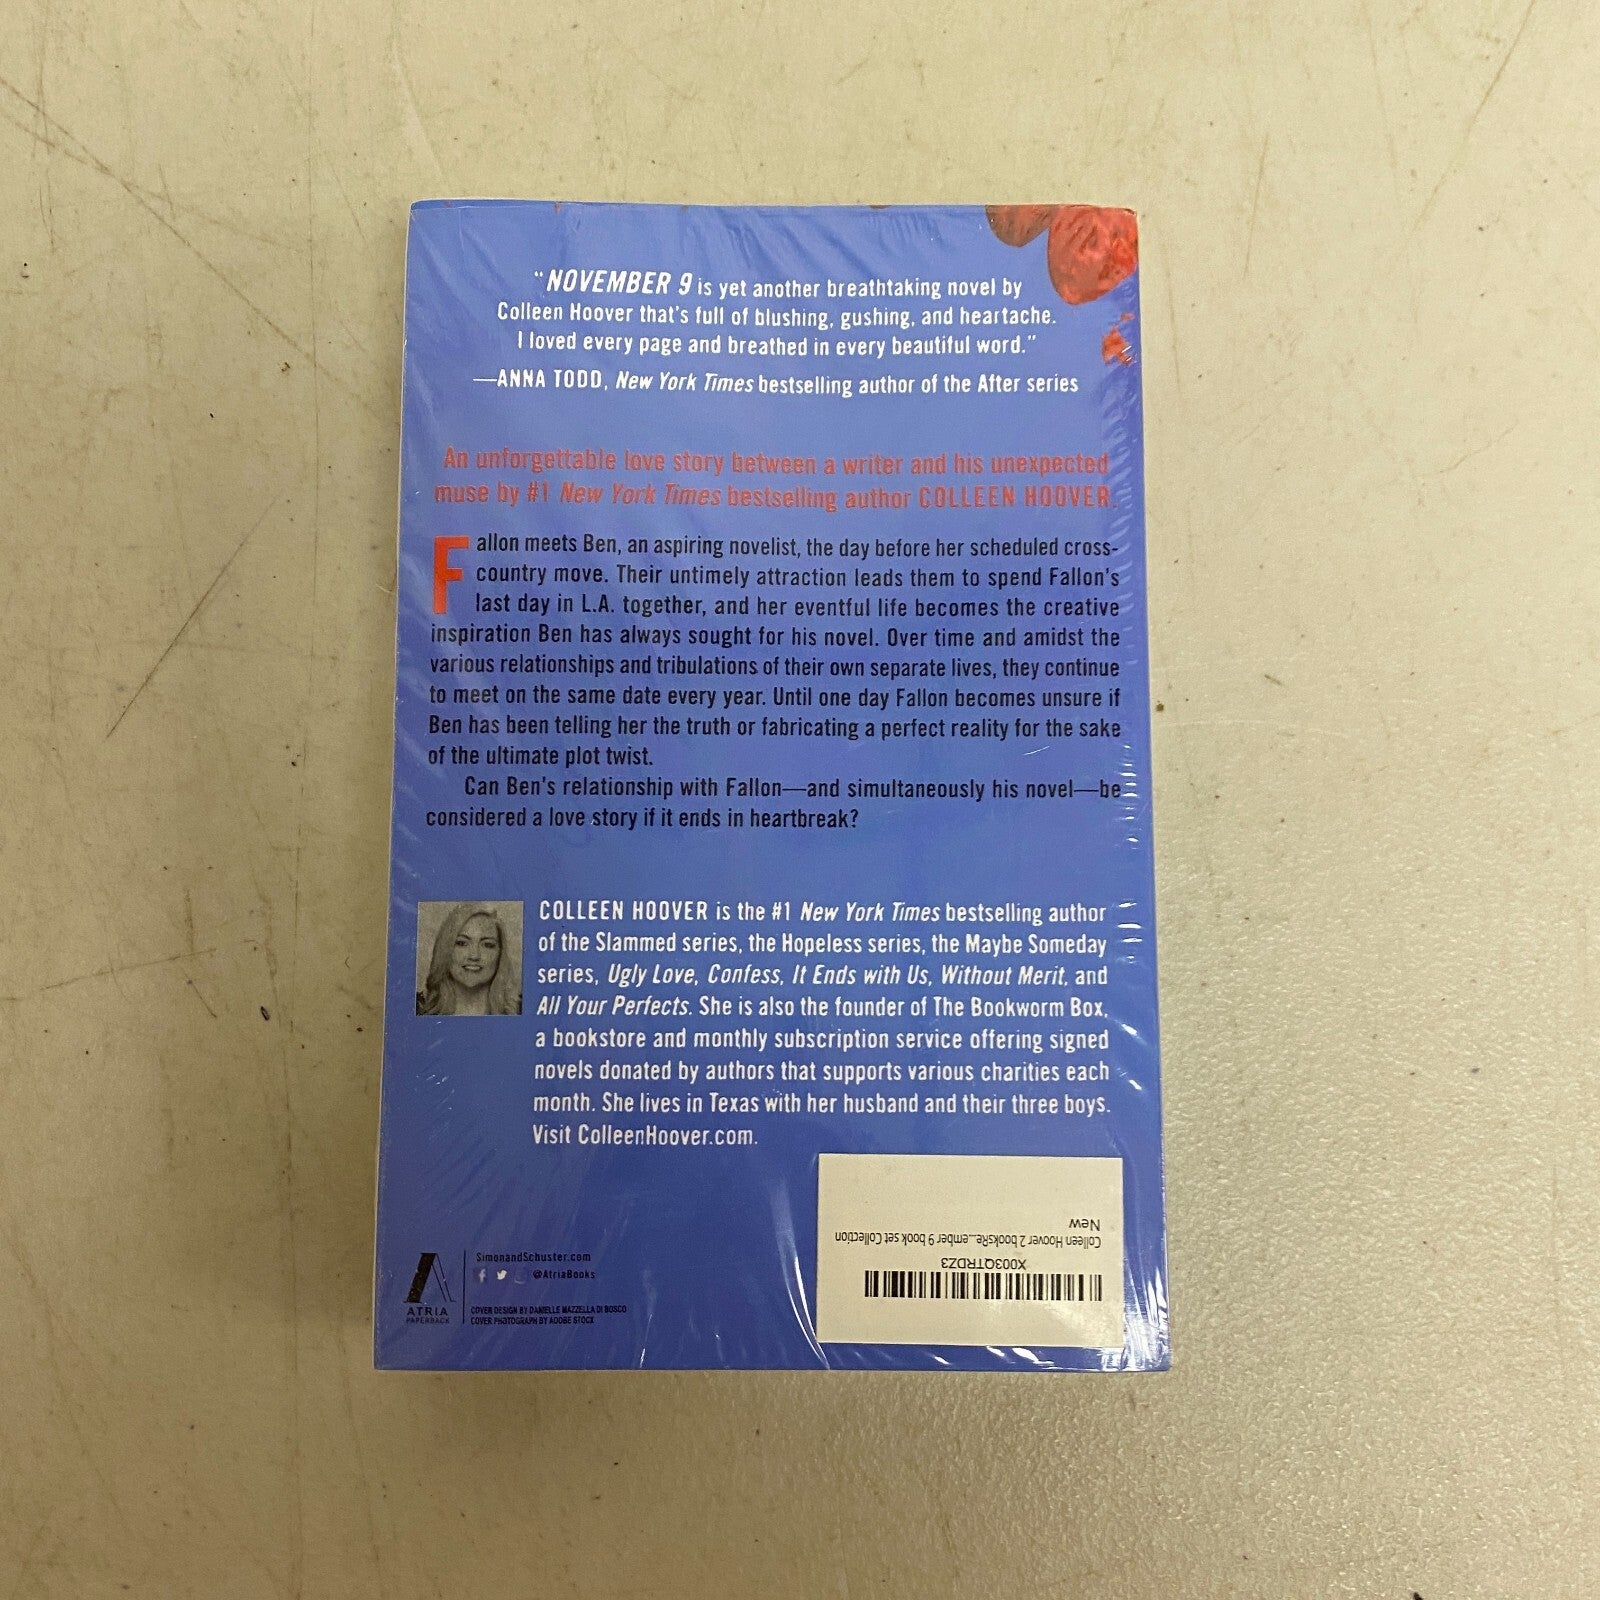 "NOVEMBER 9 is yet another breathtaking novel by
Colleen Hoover that's full of blushing, gushing, and heartache.
I loved every page and breathed in every beautiful word."
—ANNA TODD, New York Times bestselling author of the After series
An unforgettable love story between a writer and his unexpected
muse by #1 New York Times bestselling author COLLEEN HOOVER.
Fallon meets Ben, an aspiring novelist, the day before her scheduled cross-
country move. Their untimely attraction leads them to spend Fallon's
last day in L.A. together, and her eventful life becomes the creative
inspiration Ben has always sought for his novel. Over time and amidst the
various relationships and tribulations of their own separate lives, they continue
to meet on the same date every year. Until one day Fallon becomes unsure if
Ben has been telling her the truth or fabricating a perfect reality for the sake
of the ultimate plot twist.
Can Ben's relationship with Fallon—and simultaneously his novel—be
considered a love story if it ends in heartbreak?
COLLEEN HOOVER is the #1 New York Times bestselling author
of the Slammed series, the Hopeless series, the Maybe Someday
series, Ugly Love, Confess, It Ends with Us, Without Merit, and
All Your Perfects. She is also the founder of The Bookworm Box,
a bookstore and monthly subscription service offering signed
novels donated by authors that supports various charities each
month. She lives in Texas with her husband and their three boys.
Visit ColleenHoover.com.
ATRIA
PAPERBACK
SimonandSchuster.com
@AtriaBooks
COVER DESIGN BY DANIELLE MAZZELLA DI BOSCO
COVER PHOTOGRAPH BY ADOBE STOCK
X003QTRDZ3
Colleen Hoover 2 booksRe...ember 9 book set Collection
New